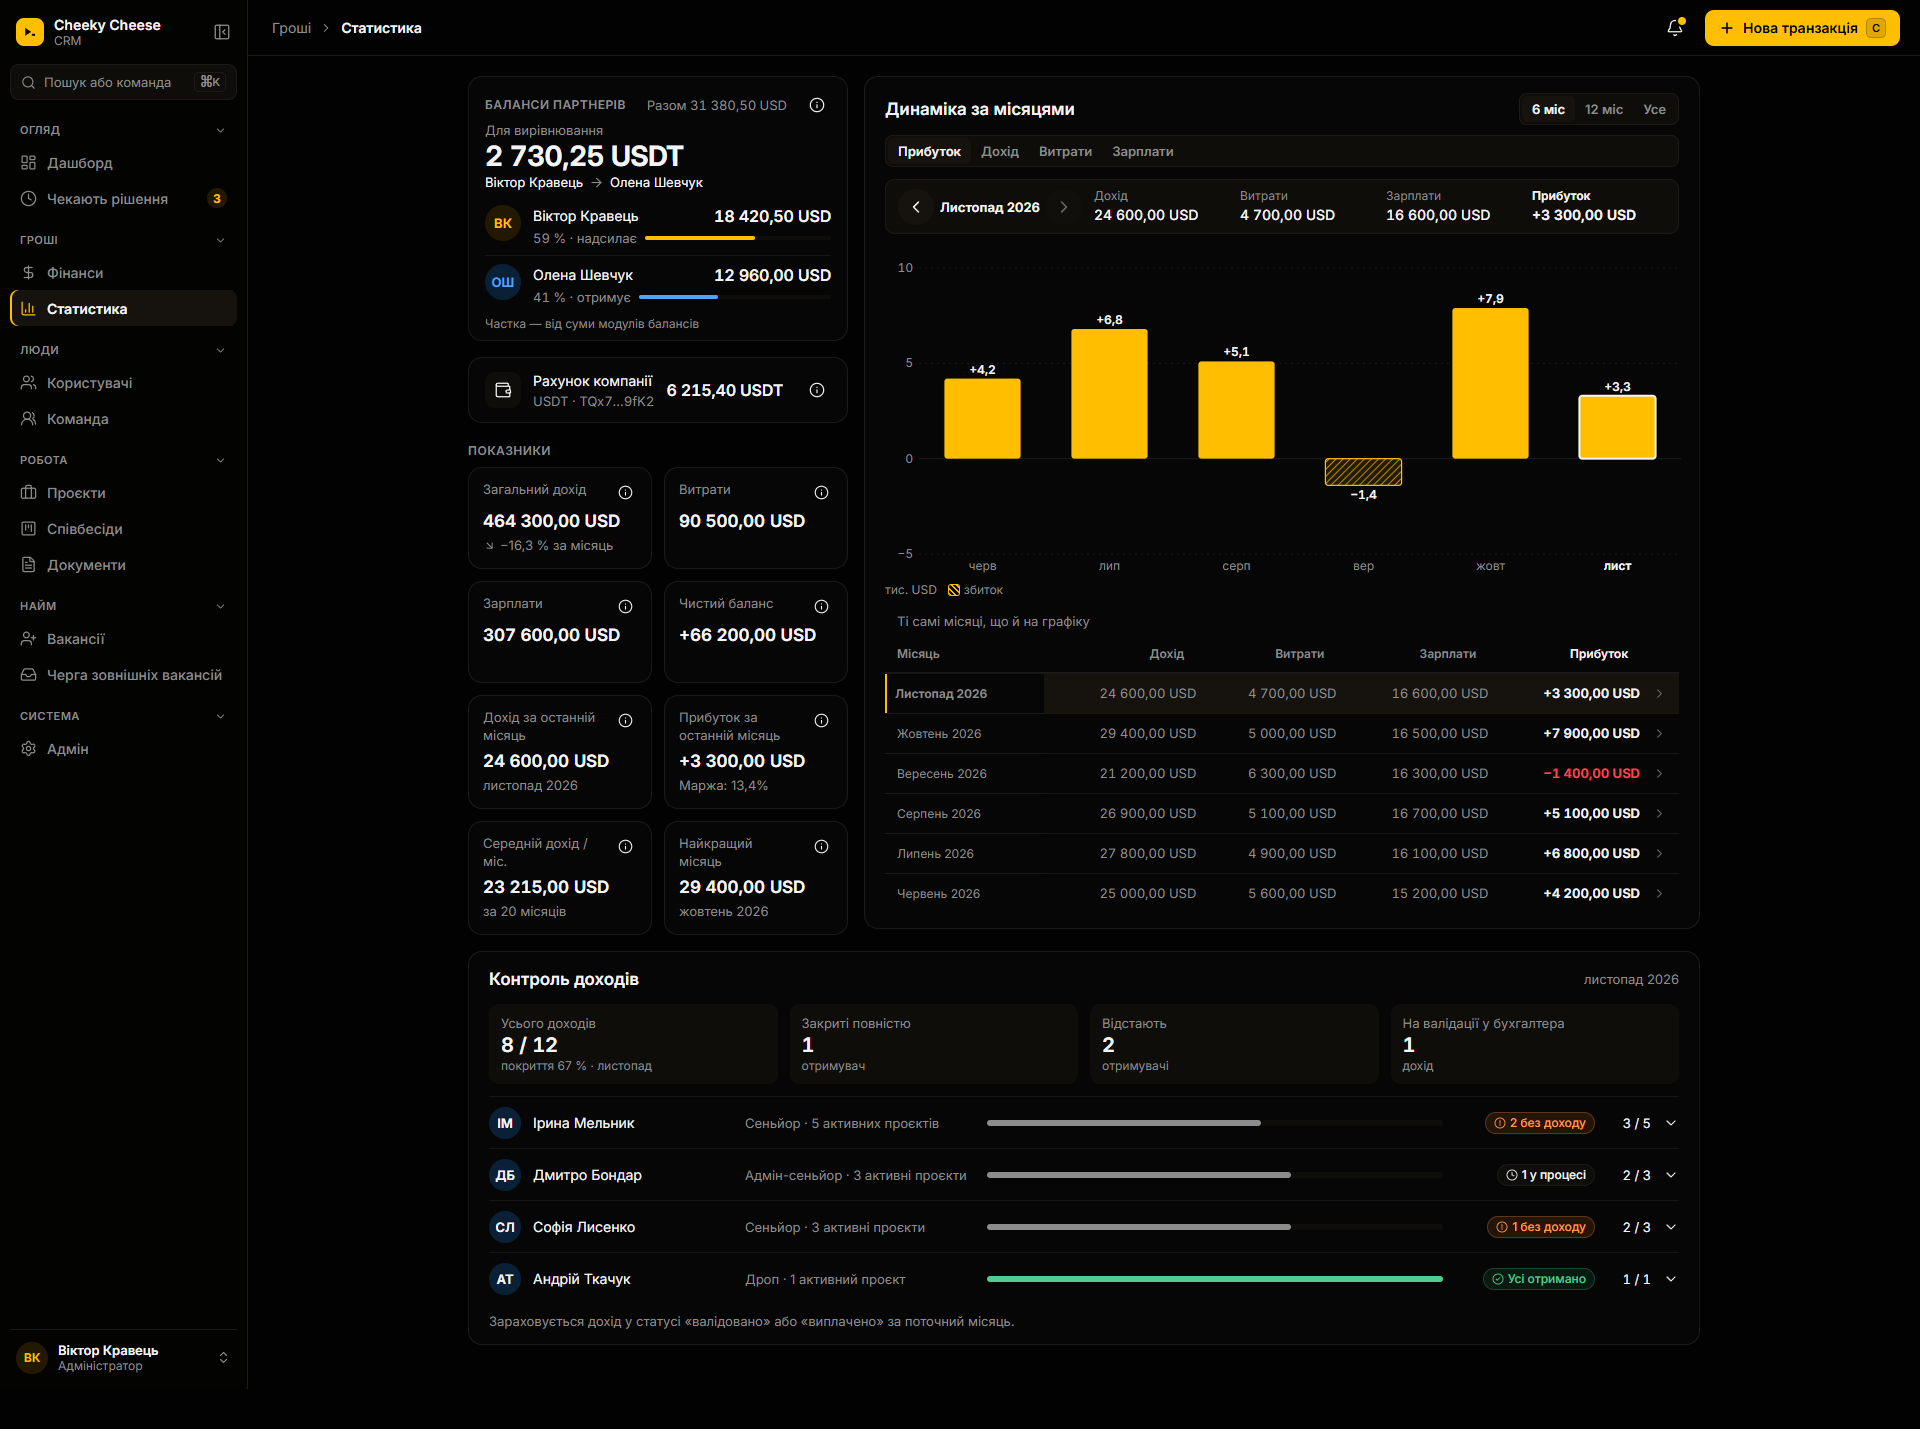 Cheeky Cheese
CRM
Пошук або команда ⌘K
ОГЛЯД
Дашборд
Чекають рішення 3
ГРОШІ
Фінанси
Статистика
ЛЮДИ
Користувачі
Команда
РОБОТА
Проєкти
Співбесіди
Документи
НАЙМ
Вакансії
Черга зовнішніх вакансій
СИСТЕМА
Адмін
ВК Віктор Кравець
Адміністратор
Гроші > Статистика
+ Нова транзакція C
БАЛАНСИ ПАРТНЕРІВ Разом 31 380,50 USD
Для вирівнювання
2 730,25 USDT
Віктор Кравець → Олена Шевчук
ВК Віктор Кравець 18 420,50 USD
59 % · надсилає
ОШ Олена Шевчук 12 960,00 USD
41 % · отримує
Частка — від суми модулів балансів
Рахунок компанії 6 215,40 USDT
USDT · TQx7...9fK2
ПОКАЗНИКИ
Загальний дохід
464 300,00 USD
↘ −16,3 % за місяць
Витрати
90 500,00 USD
Зарплати
307 600,00 USD
Чистий баланс
+66 200,00 USD
Дохід за останній
місяць
24 600,00 USD
листопад 2026
Прибуток за
останній місяць
+3 300,00 USD
Маржа: 13,4%
Середній дохід /
міс.
23 215,00 USD
за 20 місяців
Найкращий
місяць
29 400,00 USD
жовтень 2026
Динаміка за місяцями
6 міс 12 міс Усе
Прибуток Дохід Витрати Зарплати
Листопад 2026
Дохід
24 600,00 USD
Витрати
4 700,00 USD
Зарплати
16 600,00 USD
Прибуток
+3 300,00 USD
10
5
0
−5
+4,2
+6,8
+5,1
−1,4
+7,9
+3,3
черв лип серп вер жовт лист
тис. USD збиток
Ті самі місяці, що й на графіку
Місяць Дохід Витрати Зарплати Прибуток
Листопад 2026 24 600,00 USD 4 700,00 USD 16 600,00 USD +3 300,00 USD
Жовтень 2026 29 400,00 USD 5 000,00 USD 16 500,00 USD +7 900,00 USD
Вересень 2026 21 200,00 USD 6 300,00 USD 16 300,00 USD −1 400,00 USD
Серпень 2026 26 900,00 USD 5 100,00 USD 16 700,00 USD +5 100,00 USD
Липень 2026 27 800,00 USD 4 900,00 USD 16 100,00 USD +6 800,00 USD
Червень 2026 25 000,00 USD 5 600,00 USD 15 200,00 USD +4 200,00 USD
Контроль доходів листопад 2026
Усього доходів
8 / 12
покриття 67 % · листопад
Закриті повністю
1
отримувач
Відстають
2
отримувачі
На валідації у бухгалтера
1
дохід
ІМ Ірина Мельник Сеньйор · 5 активних проєктів 2 без доходу 3 / 5
ДБ Дмитро Бондар Адмін-сеньйор · 3 активні проєкти 1 у процесі 2 / 3
СЛ Софія Лисенко Сеньйор · 3 активні проєкти 1 без доходу 2 / 3
АТ Андрій Ткачук Дроп · 1 активний проєкт Усі отримано 1 / 1
Зараховується дохід у статусі «валідовано» або «виплачено» за поточний місяць.